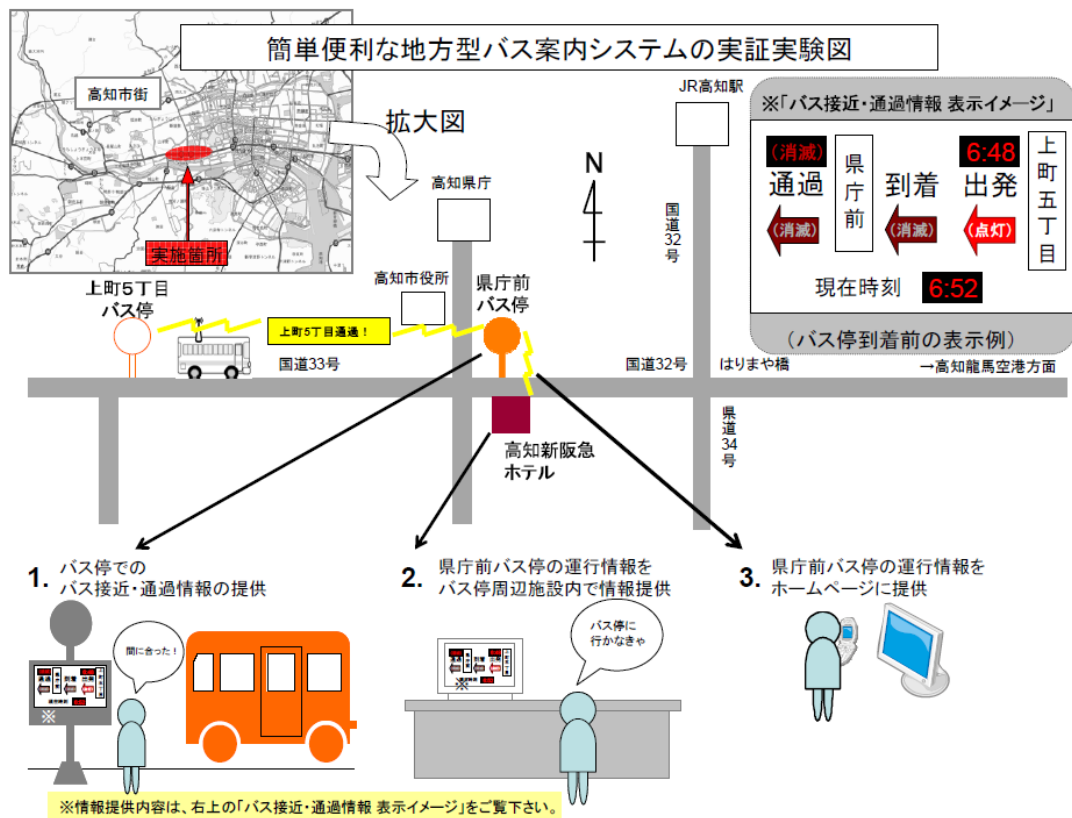 簡単便利な地方型バス案内システムの実証実験図
高知市街
実施箇所
拡大図
N
JR高知駅
高知県庁
国道32号
高知市役所
上町5丁目
バス停
県庁前
バス停
上町5丁目通過!
国道33号
国道32号
はりまや橋
→高知龍馬空港方面
県道34号
高知新阪急
ホテル
※「バス接近・通過情報 表示イメージ」
(消滅)
6:48
通過
県庁前
到着
出発
上町五丁目
(消滅)
(消滅)
(点灯)
現在時刻
6:52
(バス停到着前の表示例)
1.
バス停での
バス接近・通過情報の提供
間に合った!
通過
到着
出発
※
2.
県庁前バス停の運行情報を
バス停周辺施設内で情報提供
バス停に
行かなきゃ
通過
到着
出発
※
3.
県庁前バス停の運行情報を
ホームページに提供
※情報提供内容は、右上の「バス接近・通過情報 表示イメージ」をご覧下さい。